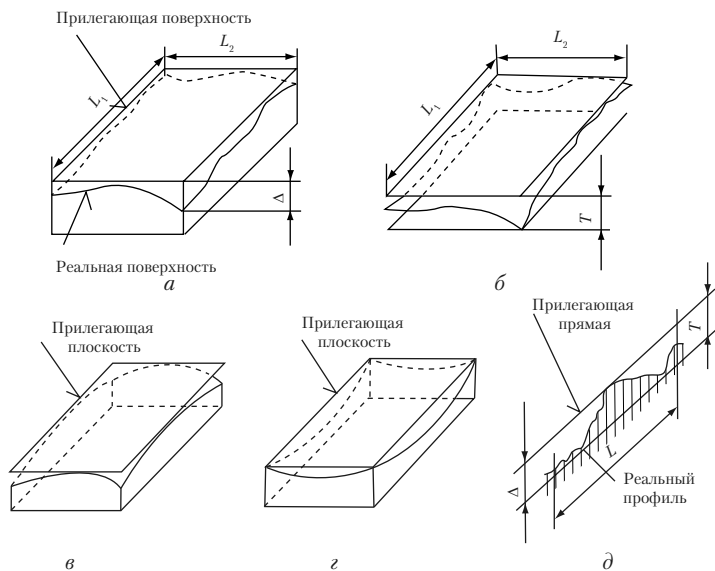 Прилегающая поверхность
L₂
L₁
Δ
Реальная поверхность
а
L₂
L₁
T
б
Прилегающая
плоскость
в
Прилегающая
плоскость
г
Прилегающая
прямая
T
L
Δ
Реальный
профиль
д